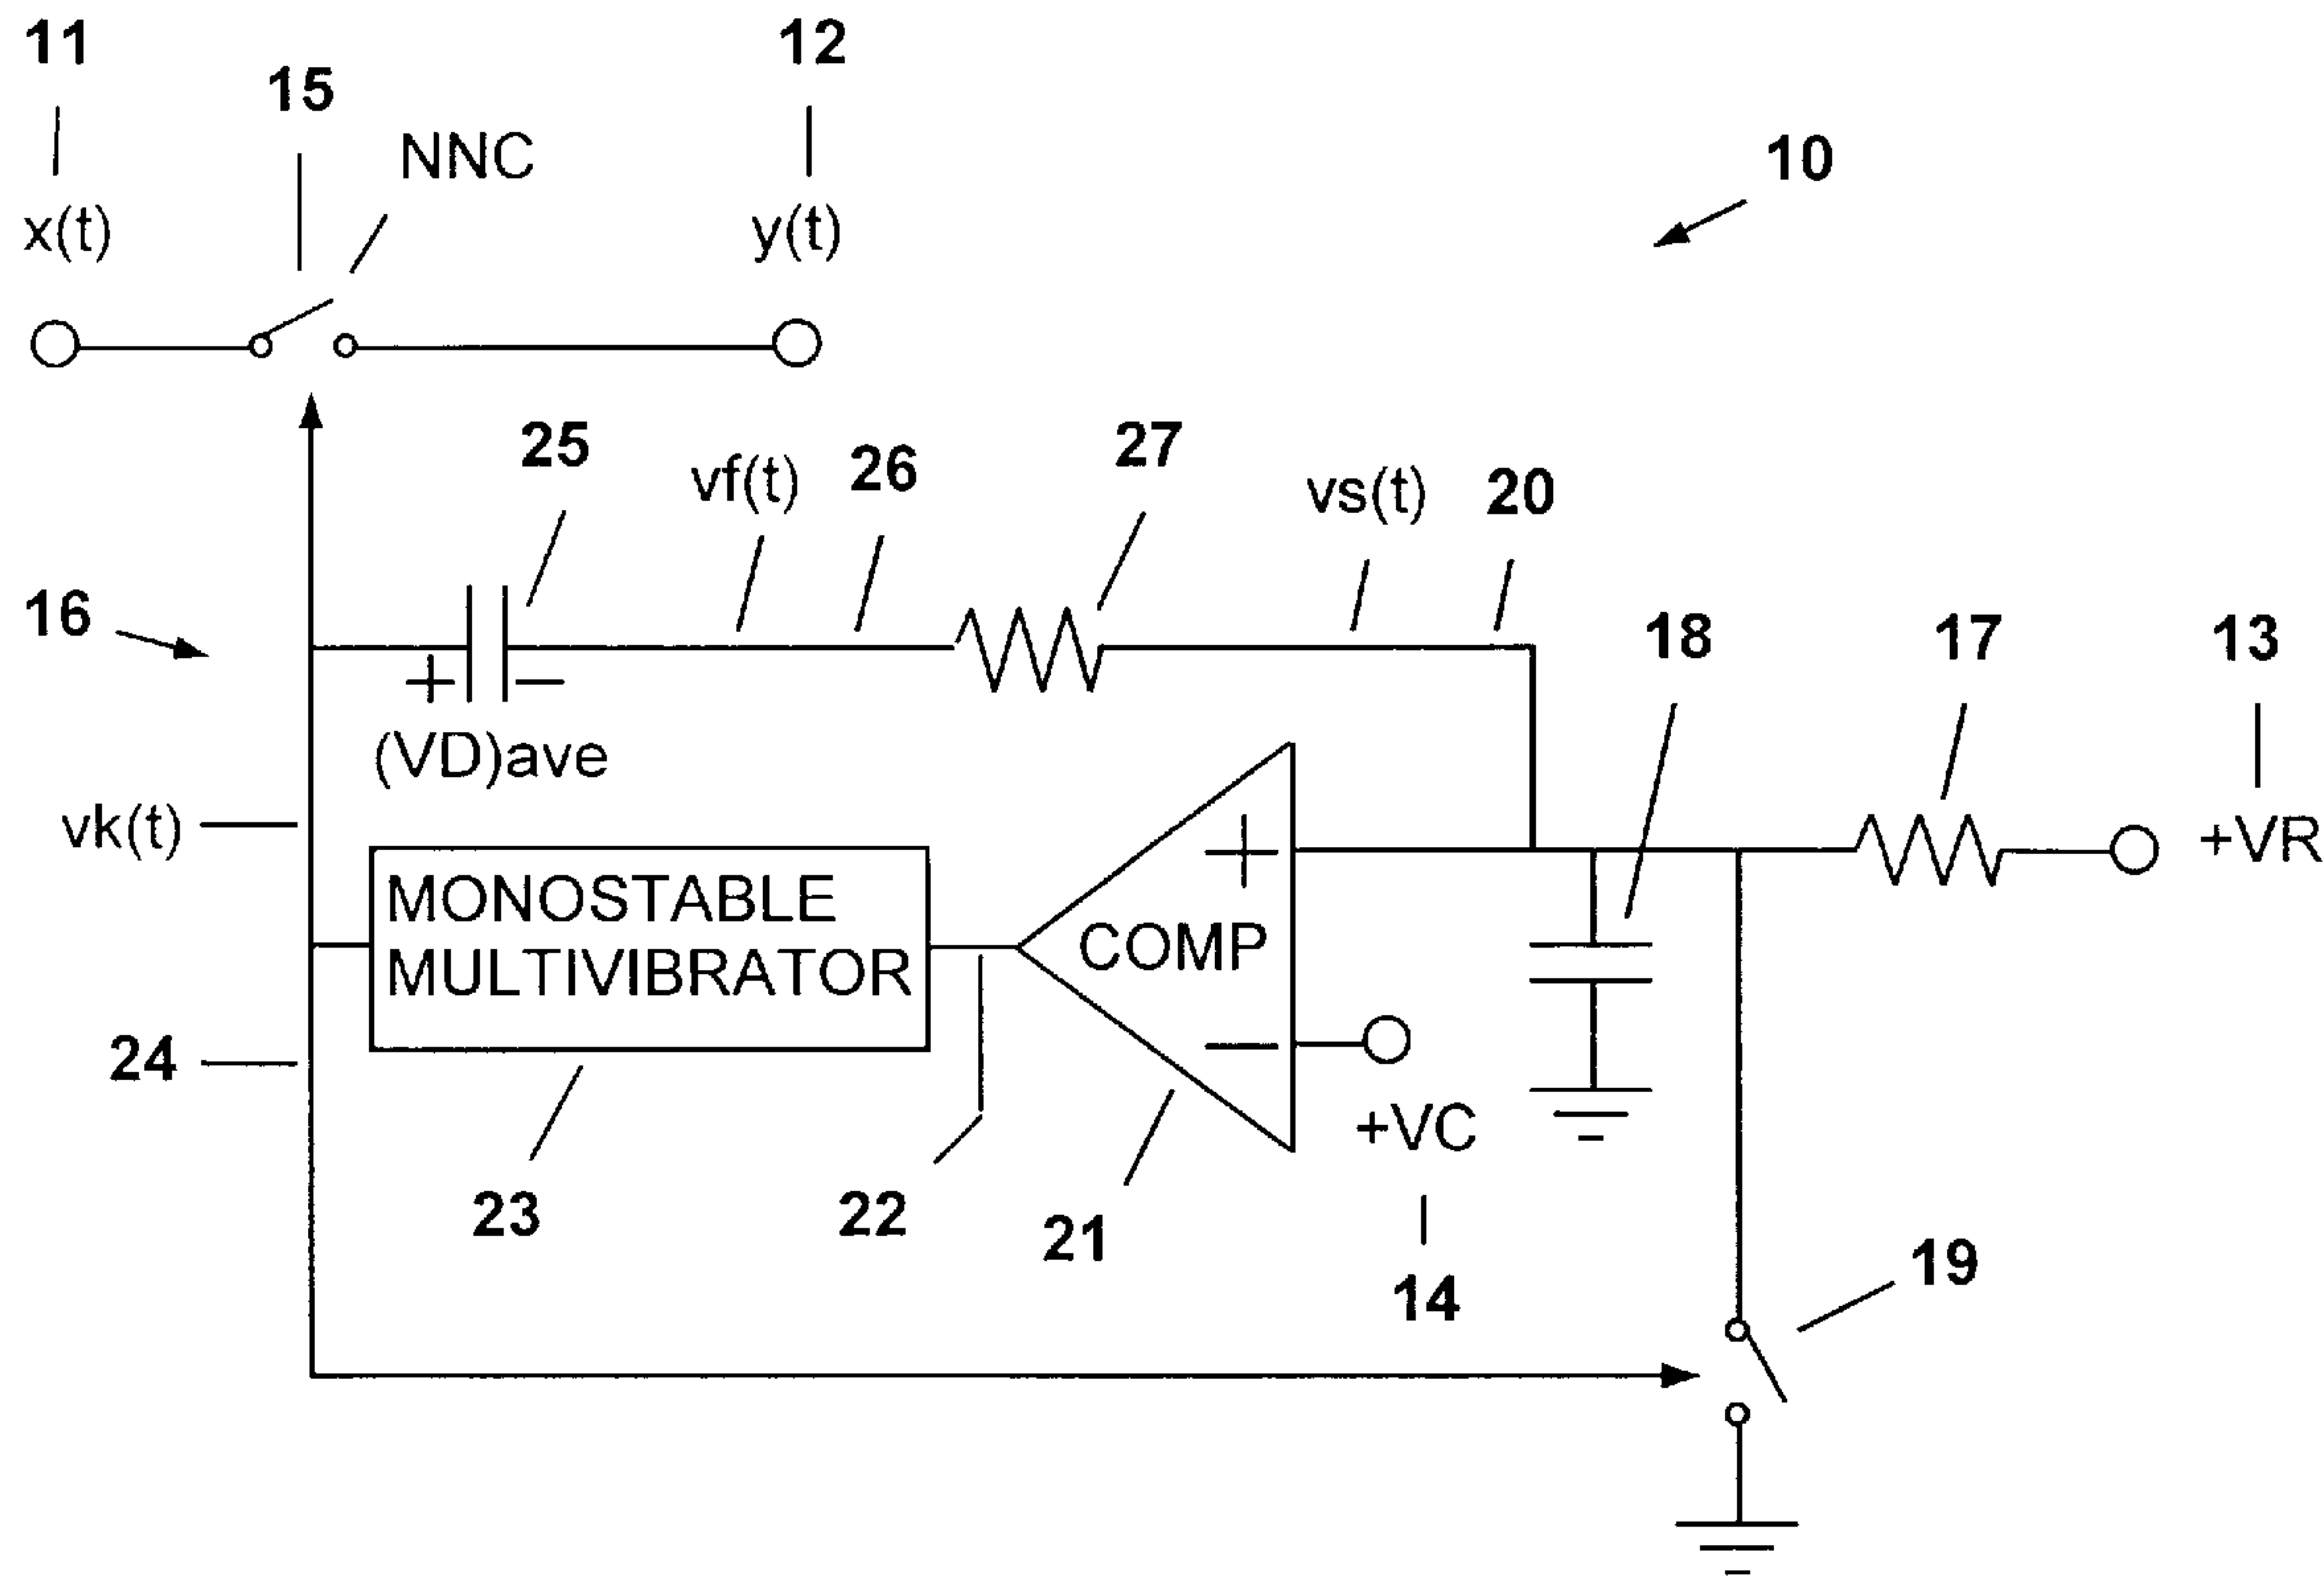 11
12
15
NNC
10
x(t)
y(t)
25
vf(t)
26
27
vs(t)
20
16
18
17
13
+ −
(VD)ave
vk(t)
+VR
+
MONOSTABLE
MULTIVIBRATOR
COMP
−
24
+VC
23
22
21
14
19